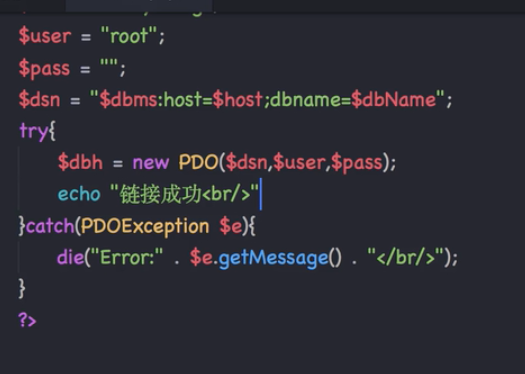 $user = "root";
$pass = "";
$dsn = "$dbms:host=$host;dbname=$dbName";
try{
$dbh = new PDO($dsn,$user,$pass);
echo "链接成功<br/>"
}catch(PDOException $e){
die("Error:" . $e.getMessage() . "</br/>");
}
?>